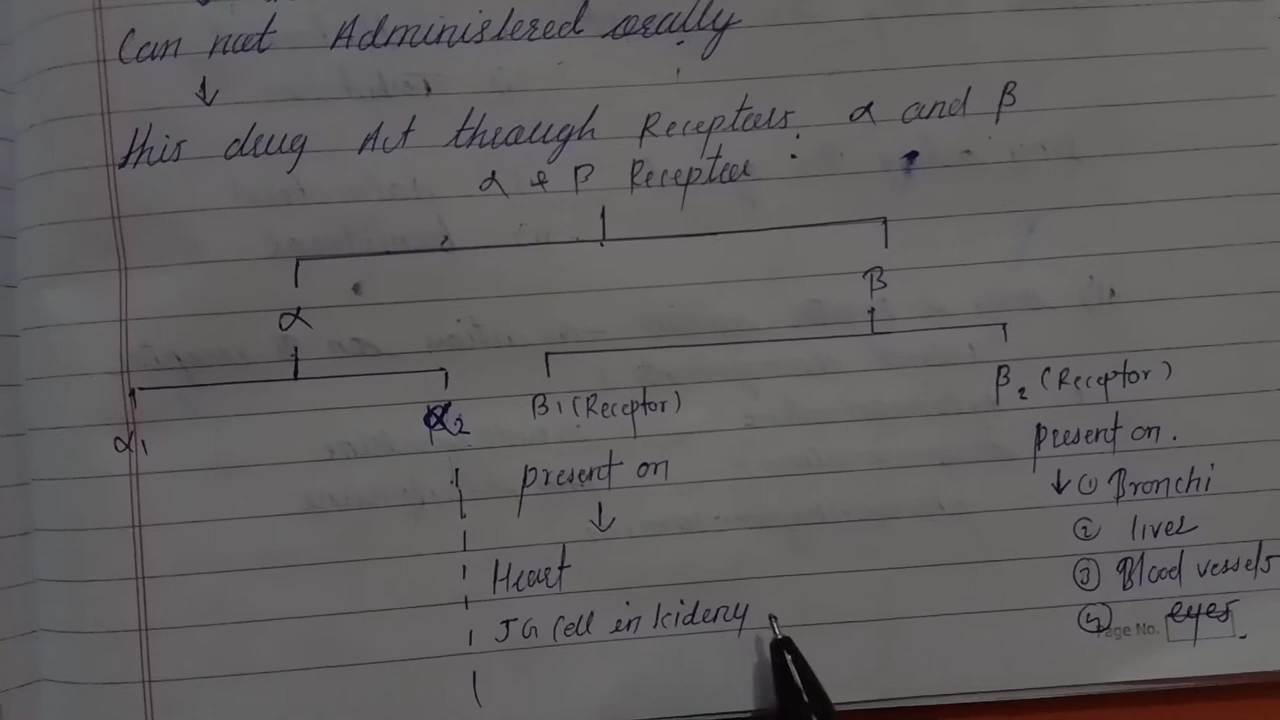 Can not Administered orally
↓
this drug Act through Receptors. α and β
α & β Receptor
α
β
α1
α2
β1 (Receptor)
present on
↓
Heart
JG Cell in kideny
β2 (Receptor)
present on.
↓ ① Bronchi
② liver
③ Blood vessels
④ eyes
Page No.